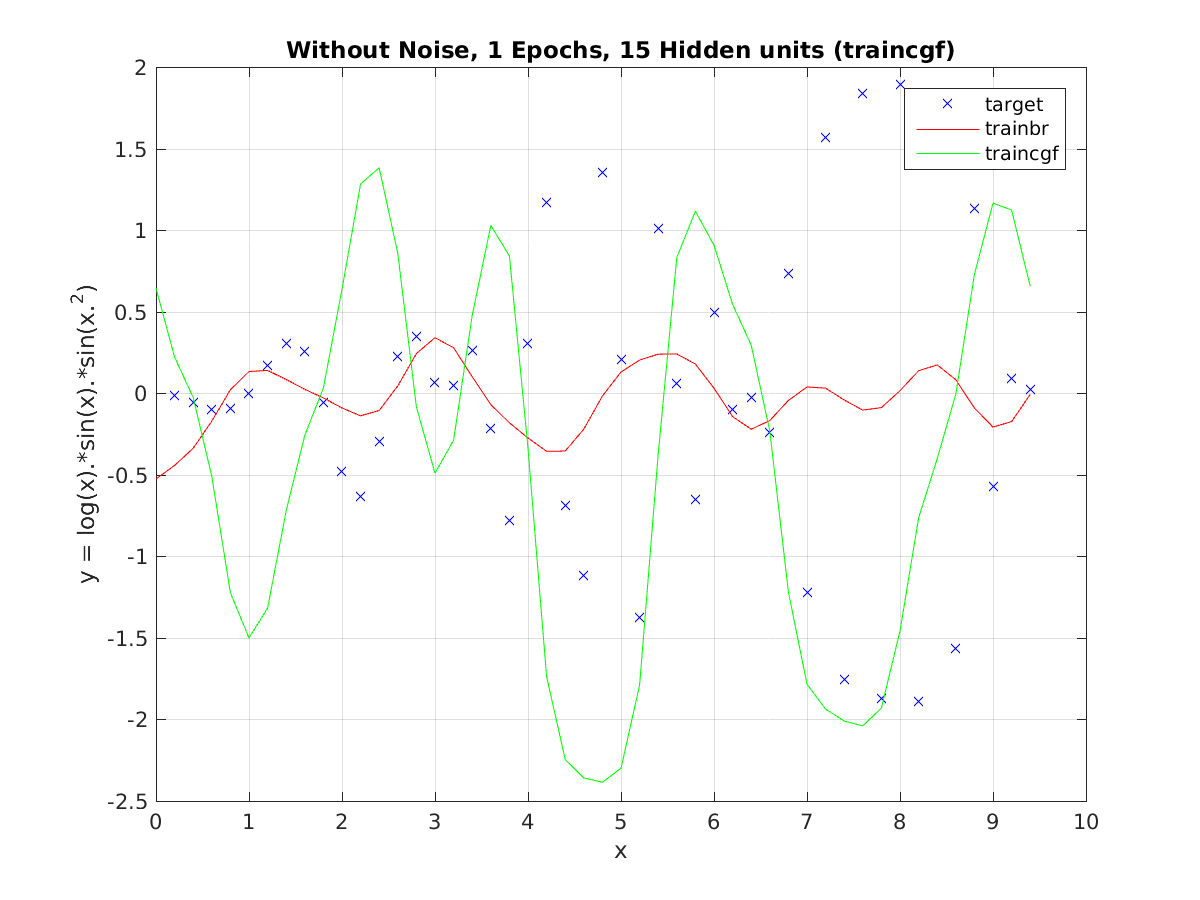 Without Noise, 1 Epochs, 15 Hidden units (traincgf)
target
trainbr
traincgf
y = log(x).*sin(x).*sin(x.²)
2
1.5
1
0.5
0
-0.5
-1
-1.5
-2
-2.5
0 1 2 3 4 5 6 7 8 9 10
x